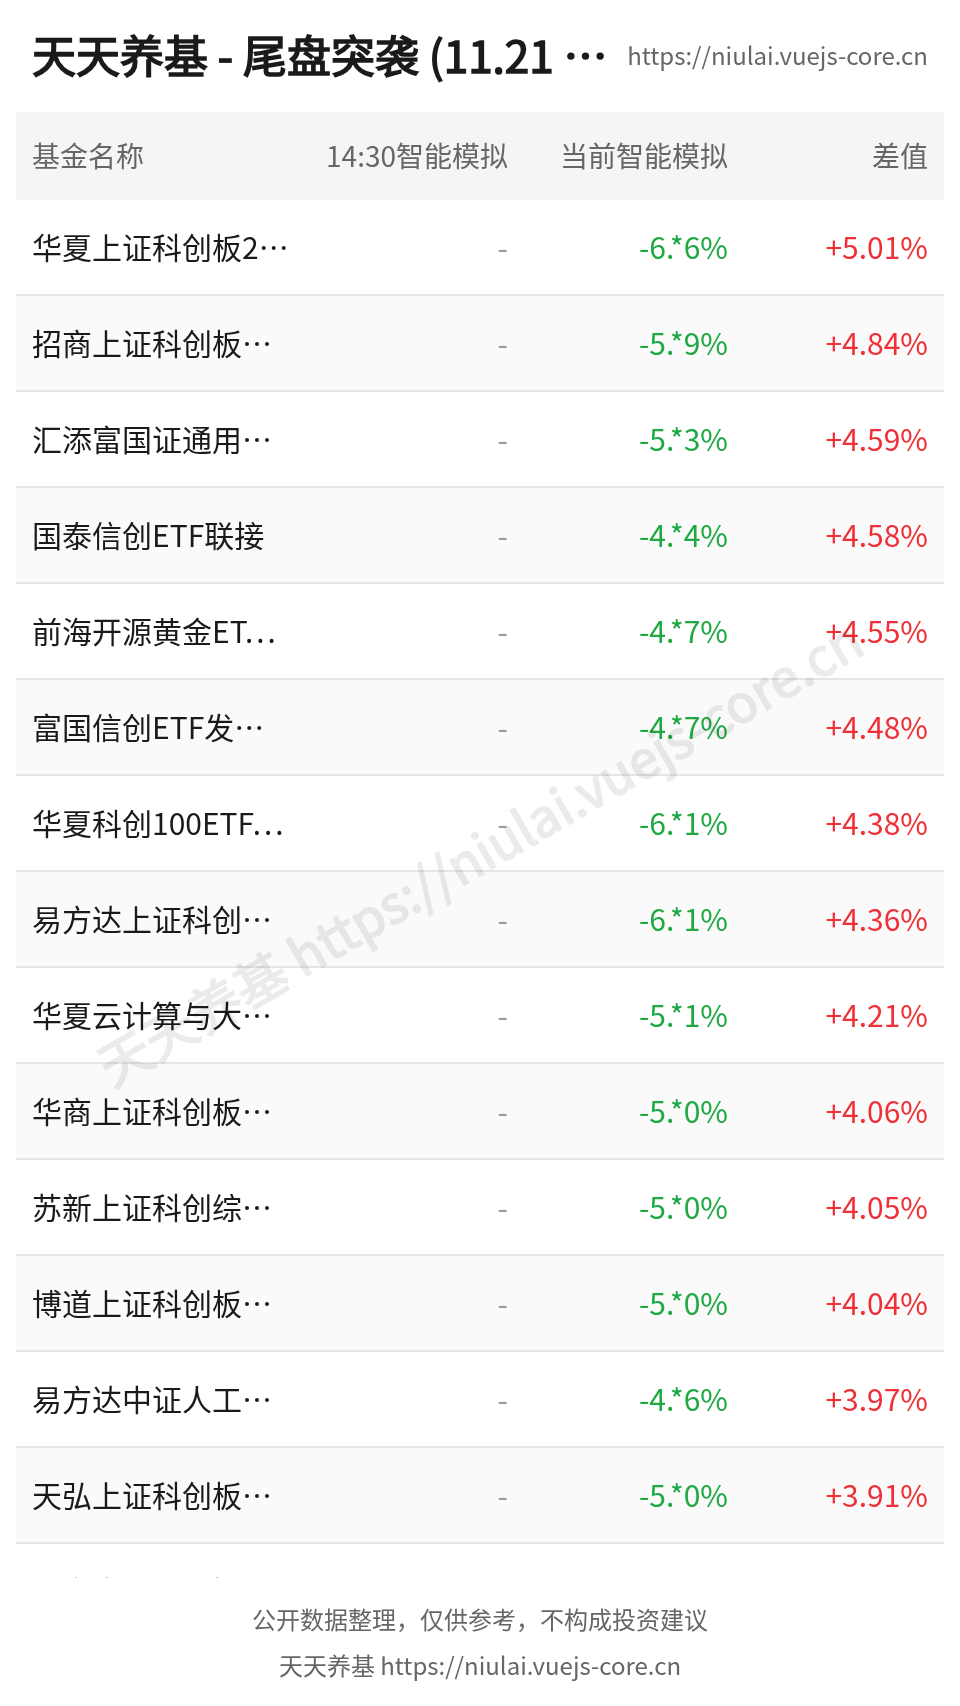 天天养基 - 尾盘突袭 (11.21 … https://niulai.vuejs-core.cn
基金名称 14:30智能模拟 当前智能模拟 差值
华夏上证科创板2… - -6.*6% +5.01%
招商上证科创板… - -5.*9% +4.84%
汇添富国证通用… - -5.*3% +4.59%
国泰信创ETF联接 - -4.*4% +4.58%
前海开源黄金ET… - -4.*7% +4.55%
富国信创ETF发… - -4.*7% +4.48%
华夏科创100ETF… - -6.*1% +4.38%
易方达上证科创… - -6.*1% +4.36%
华夏云计算与大… - -5.*1% +4.21%
华商上证科创板… - -5.*0% +4.06%
苏新上证科创综… - -5.*0% +4.05%
博道上证科创板… - -5.*0% +4.04%
易方达中证人工… - -4.*6% +3.97%
天弘上证科创板… - -5.*0% +3.91%
天天养基 https://niulai.vuejs-core.cn
公开数据整理，仅供参考，不构成投资建议
天天养基 https://niulai.vuejs-core.cn